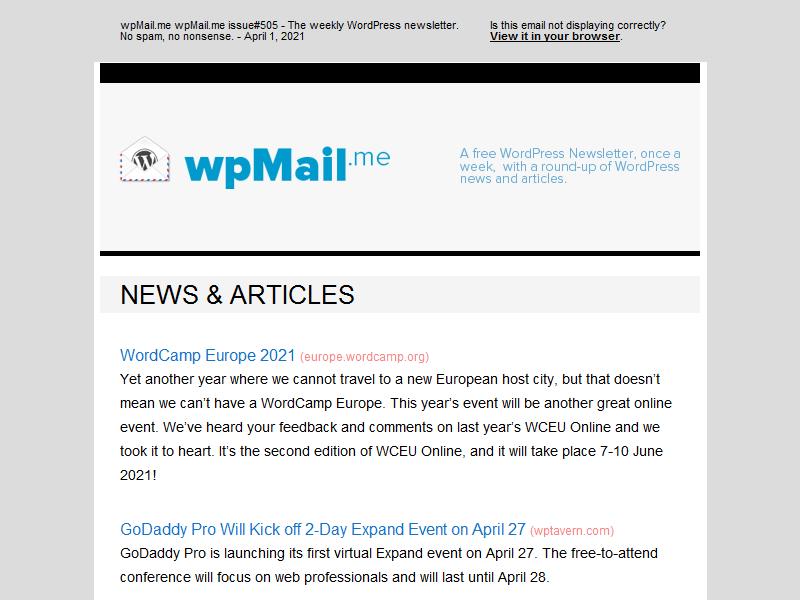 wpMail.me wpMail.me issue#505 - The weekly WordPress newsletter.
No spam, no nonsense. - April 1, 2021
Is this email not displaying correctly?
View it in your browser.
wpMail.me
A free WordPress Newsletter, once a
week, with a round-up of WordPress
news and articles.
NEWS & ARTICLES
WordCamp Europe 2021 (europe.wordcamp.org)
Yet another year where we cannot travel to a new European host city, but that doesn’t
mean we can’t have a WordCamp Europe. This year’s event will be another great online
event. We’ve heard your feedback and comments on last year’s WCEU Online and we
took it to heart. It’s the second edition of WCEU Online, and it will take place 7-10 June
2021!
GoDaddy Pro Will Kick off 2-Day Expand Event on April 27 (wptavern.com)
GoDaddy Pro is launching its first virtual Expand event on April 27. The free-to-attend
conference will focus on web professionals and will last until April 28.